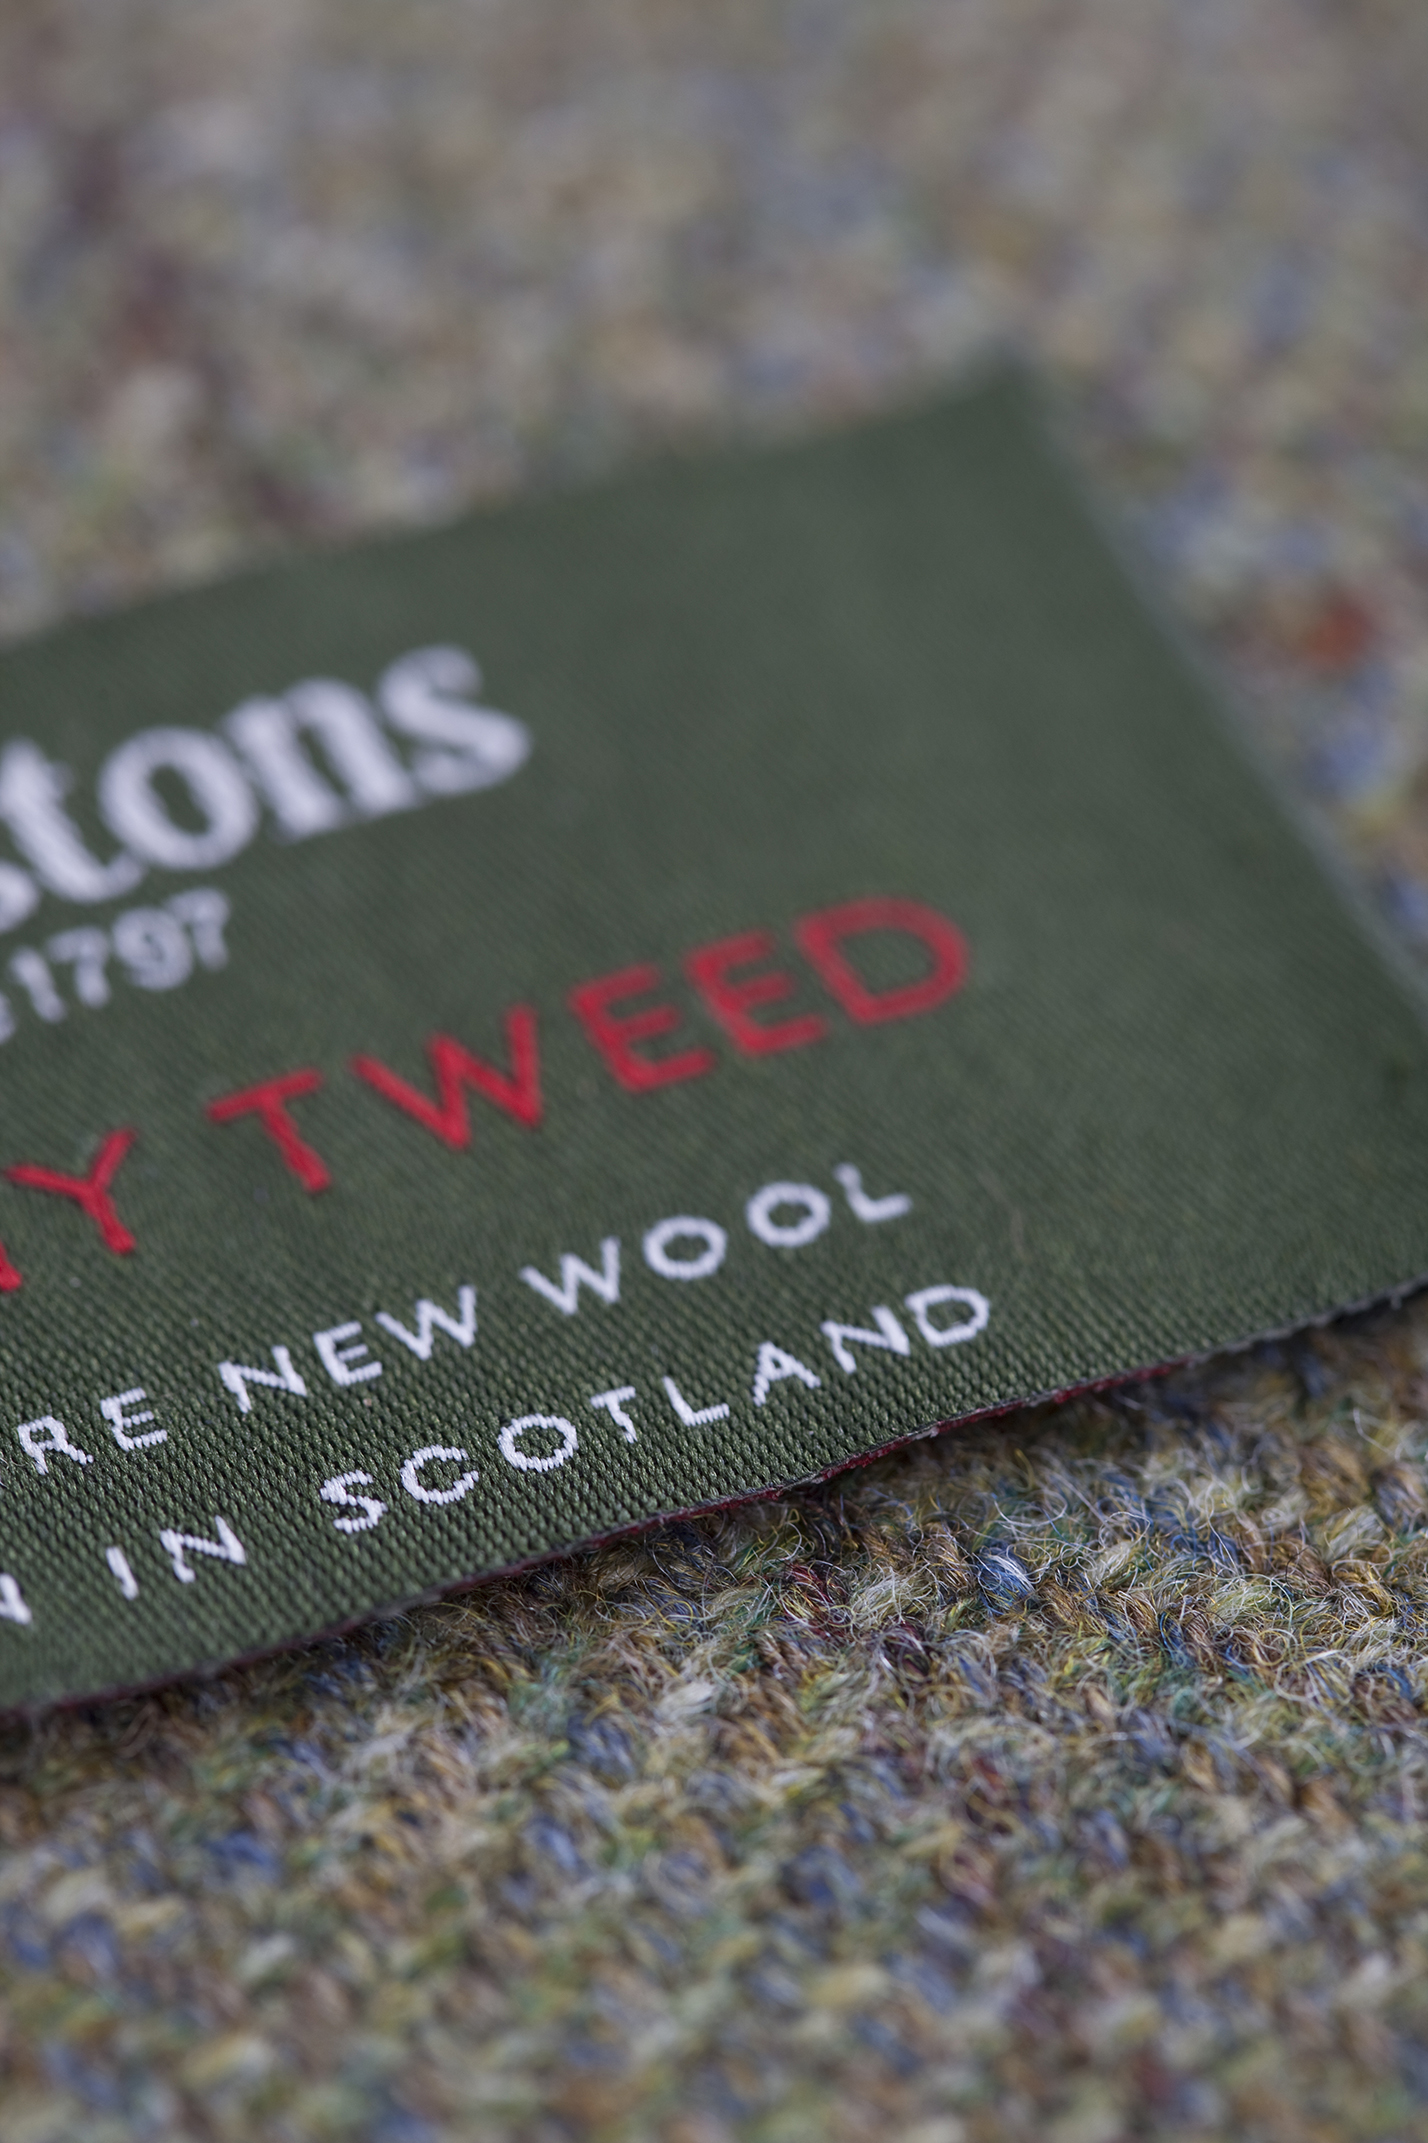 stons
1797
Y TWEED
RE NEW WOOL
N IN SCOTLAND